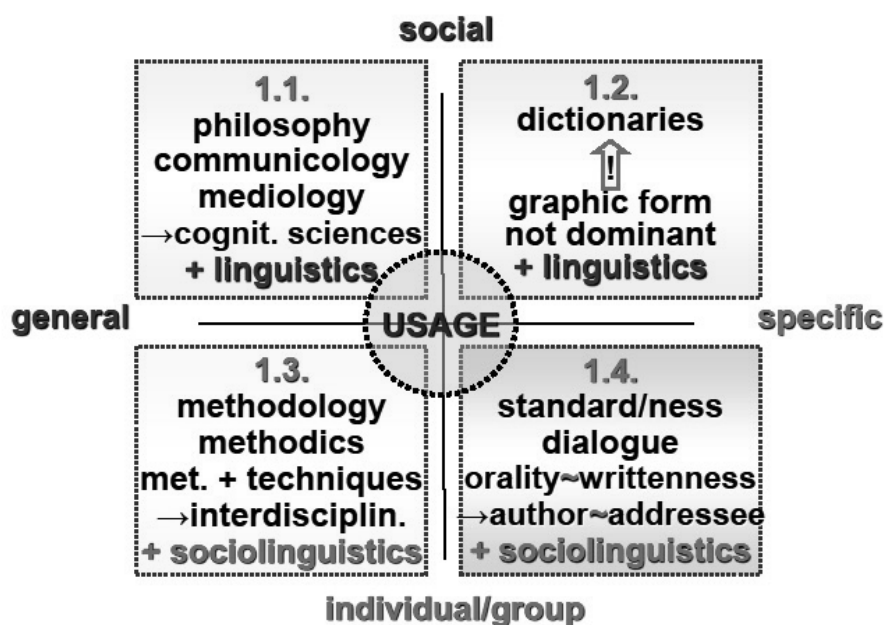 social
1.1.
philosophy
communicology
mediology
→cognit. sciences
+ linguistics
1.2.
dictionaries
!
graphic form
not dominant
+ linguistics
general
USAGE
specific
1.3.
methodology
methodics
met. + techniques
→interdisciplin.
+ sociolinguistics
1.4.
standard/ness
dialogue
orality~writtenness
→author~addressee
+ sociolinguistics
individual/group